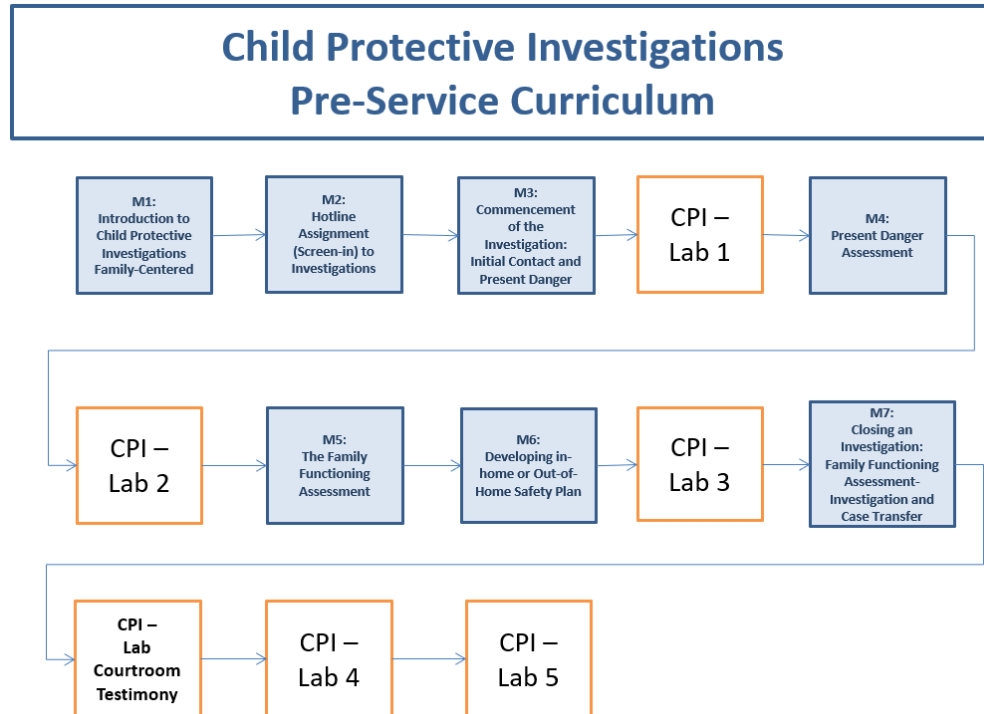 Child Protective Investigations
Pre-Service Curriculum
M1:
Introduction to
Child Protective
Investigations
Family-Centered
M2:
Hotline
Assignment
(Screen-in) to
Investigations
M3:
Commencement
of the
Investigation:
Initial Contact and
Present Danger
CPI –
Lab 1
M4:
Present Danger
Assessment
CPI –
Lab 2
M5:
The Family
Functioning
Assessment
M6:
Developing in-
home or Out-of-
Home Safety Plan
CPI –
Lab 3
M7:
Closing an
Investigation:
Family Functioning
Assessment-
Investigation and
Case Transfer
CPI –
Lab
Courtroom
Testimony
CPI –
Lab 4
CPI –
Lab 5